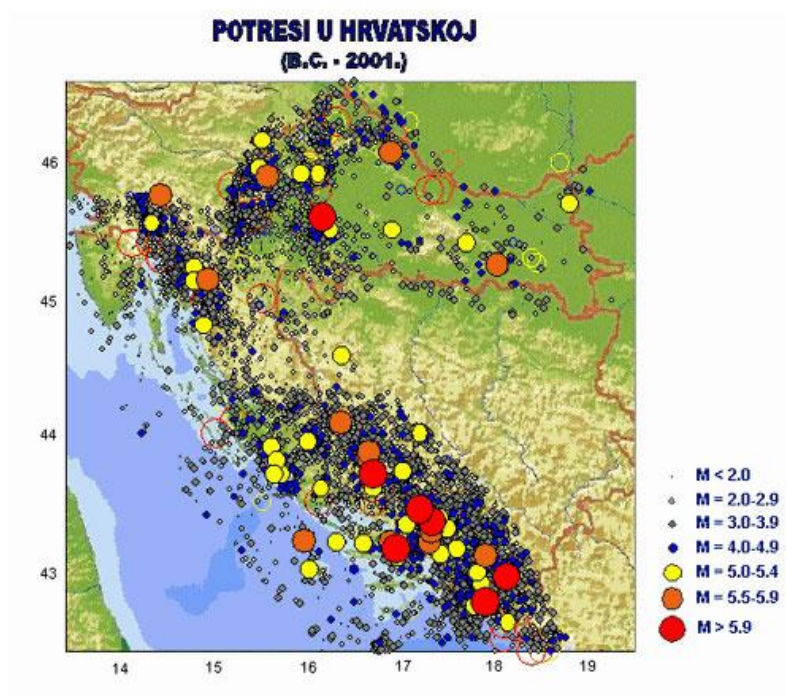 POTRESI U HRVATSKOJ
(B.C. - 2001.)
46
45
44
43
14 15 16 17 18 19
M < 2.0
M = 2.0-2.9
M = 3.0-3.9
M = 4.0-4.9
M = 5.0-5.4
M = 5.5-5.9
M > 5.9